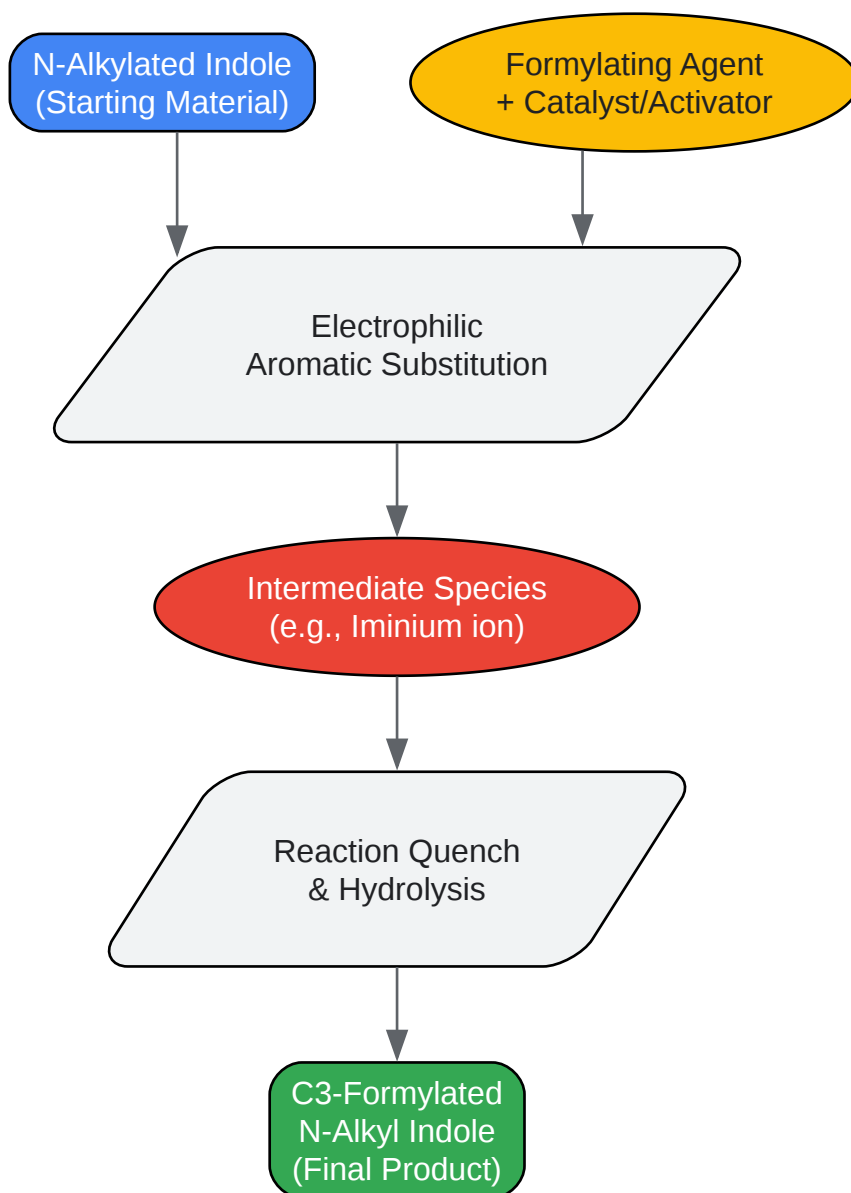 N-Alkylated Indole
(Starting Material)
Formylating Agent
+ Catalyst/Activator
Electrophilic
Aromatic Substitution
Intermediate Species
(e.g., Iminium ion)
Reaction Quench
& Hydrolysis
C3-Formylated
N-Alkyl Indole
(Final Product)